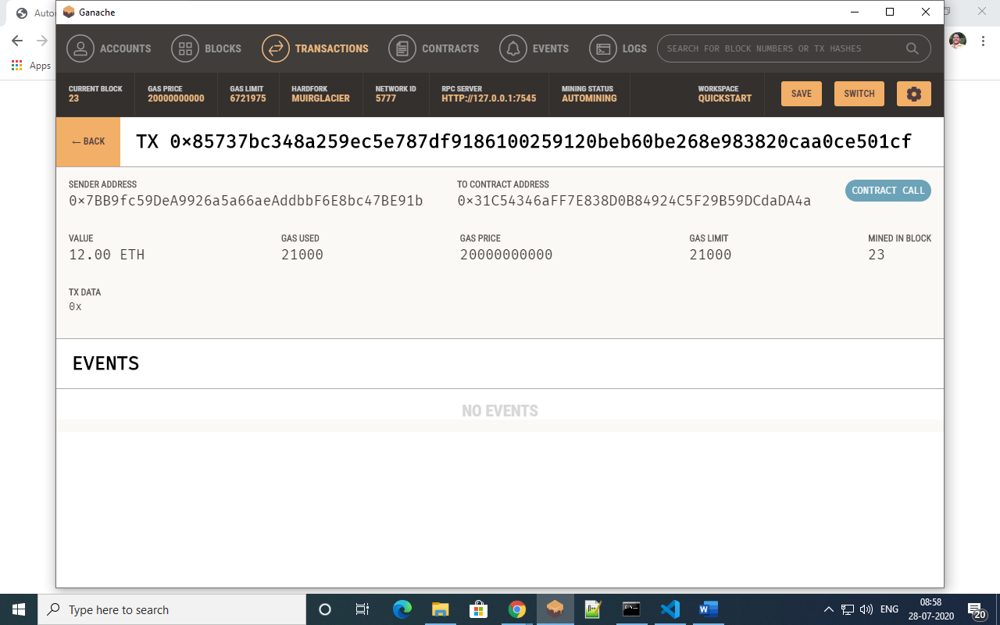 Ganache
Apps
ACCOUNTS BLOCKS TRANSACTIONS CONTRACTS EVENTS LOGS SEARCH FOR BLOCK NUMBERS OR TX HASHES
CURRENT BLOCK GAS PRICE GAS LIMIT HARDFORK NETWORK ID RPC SERVER MINING STATUS WORKSPACE
23 20000000000 6721975 MUIRGLACIER 5777 HTTP://127.0.0.1:7545 AUTOMINING QUICKSTART SAVE SWITCH
← BACK TX 0×85737bc348a259ec5e787df9186100259120beb60be268e983820caa0ce501cf
SENDER ADDRESS TO CONTRACT ADDRESS
0×7BB9fc59DeA9926a5a66aeAddbbF6E8bc47BE91b 0×31C54346aFF7E838D0B84924C5F29B59DCdaDA4a CONTRACT CALL
VALUE GAS USED GAS PRICE GAS LIMIT MINED IN BLOCK
12.00 ETH 21000 20000000000 21000 23
TX DATA
0x
EVENTS
NO EVENTS
Type here to search ENG 08:58
28-07-2020 20